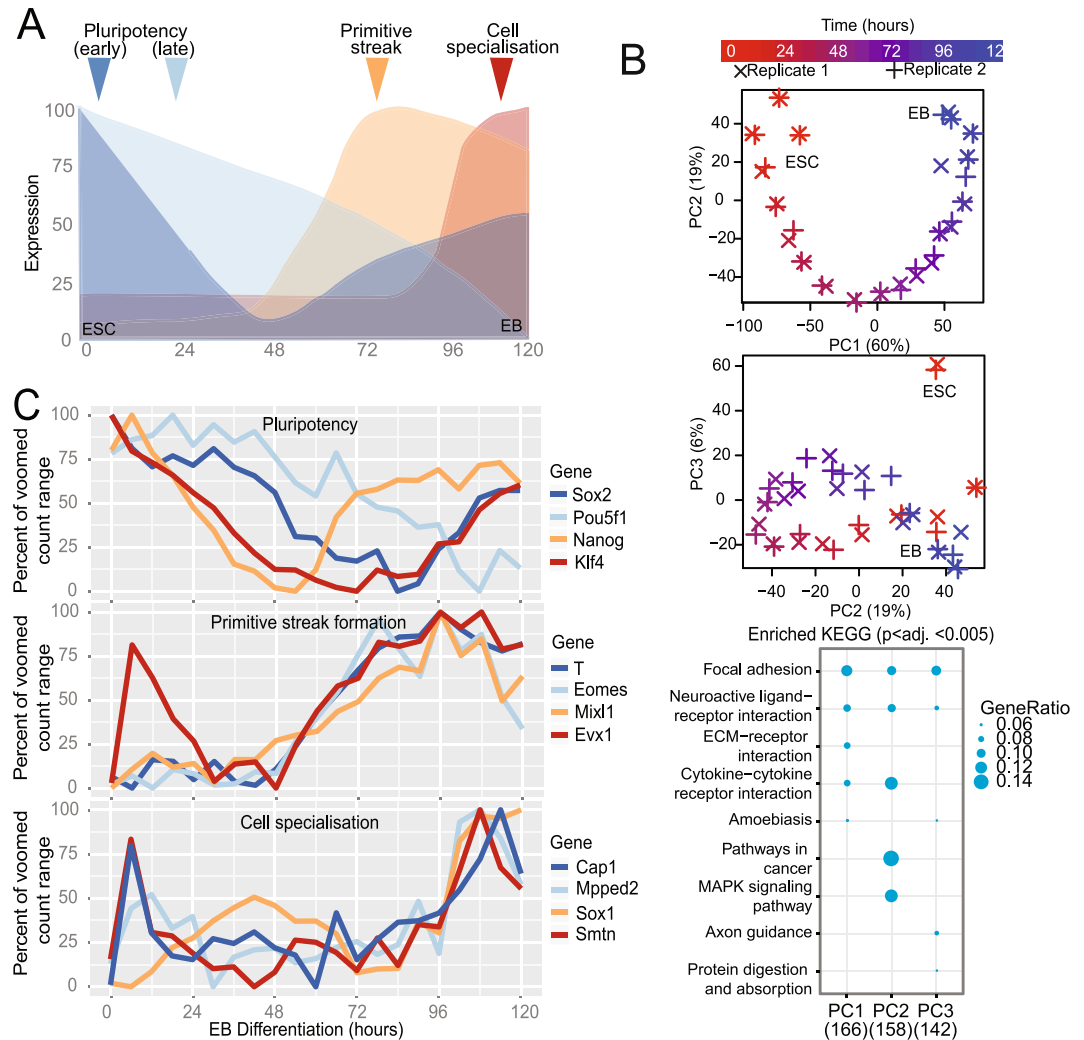 A
Pluripotency
(early) (late)
Primitive
streak
Cell
specialisation
Expresssion
100
75
50
25
0
ESC
EB
0 24 48 72 96 120
B
Time (hours)
0 24 48 72 96 12
Replicate 1 Replicate 2
PC2 (19%)
40
20
0
−20
−40
EB
ESC
−100 −50 0 50
PC1 (60%)
PC3 (6%)
60
40
20
0
−20
ESC
EB
−40 −20 0 20 40
PC2 (19%)
Enriched KEGG (p<adj. <0.005)
Focal adhesion
Neuroactive ligand−
receptor interaction
ECM−receptor
interaction
Cytokine−cytokine
receptor interaction
Amoebiasis
Pathways in
cancer
MAPK signaling
pathway
Axon guidance
Protein digestion
and absorption
PC1 PC2 PC3
(166) (158) (142)
GeneRatio
0.06
0.08
0.10
0.12
0.14
C
Percent of voomed
count range
100
75
50
25
0
Pluripotency
Gene
Sox2
Pou5f1
Nanog
Klf4
Percent of voomed
count range
100
75
50
25
0
Primitive streak formation
Gene
T
Eomes
Mixl1
Evx1
Percent of voomed
count range
100
75
50
25
0
Cell specialisation
Gene
Cap1
Mpped2
Sox1
Smtn
0 24 48 72 96 120
EB Differentiation (hours)